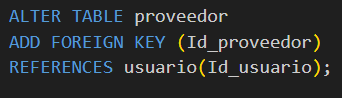 ALTER TABLE proveedor
ADD FOREIGN KEY (Id_proveedor)
REFERENCES usuario(Id_usuario);